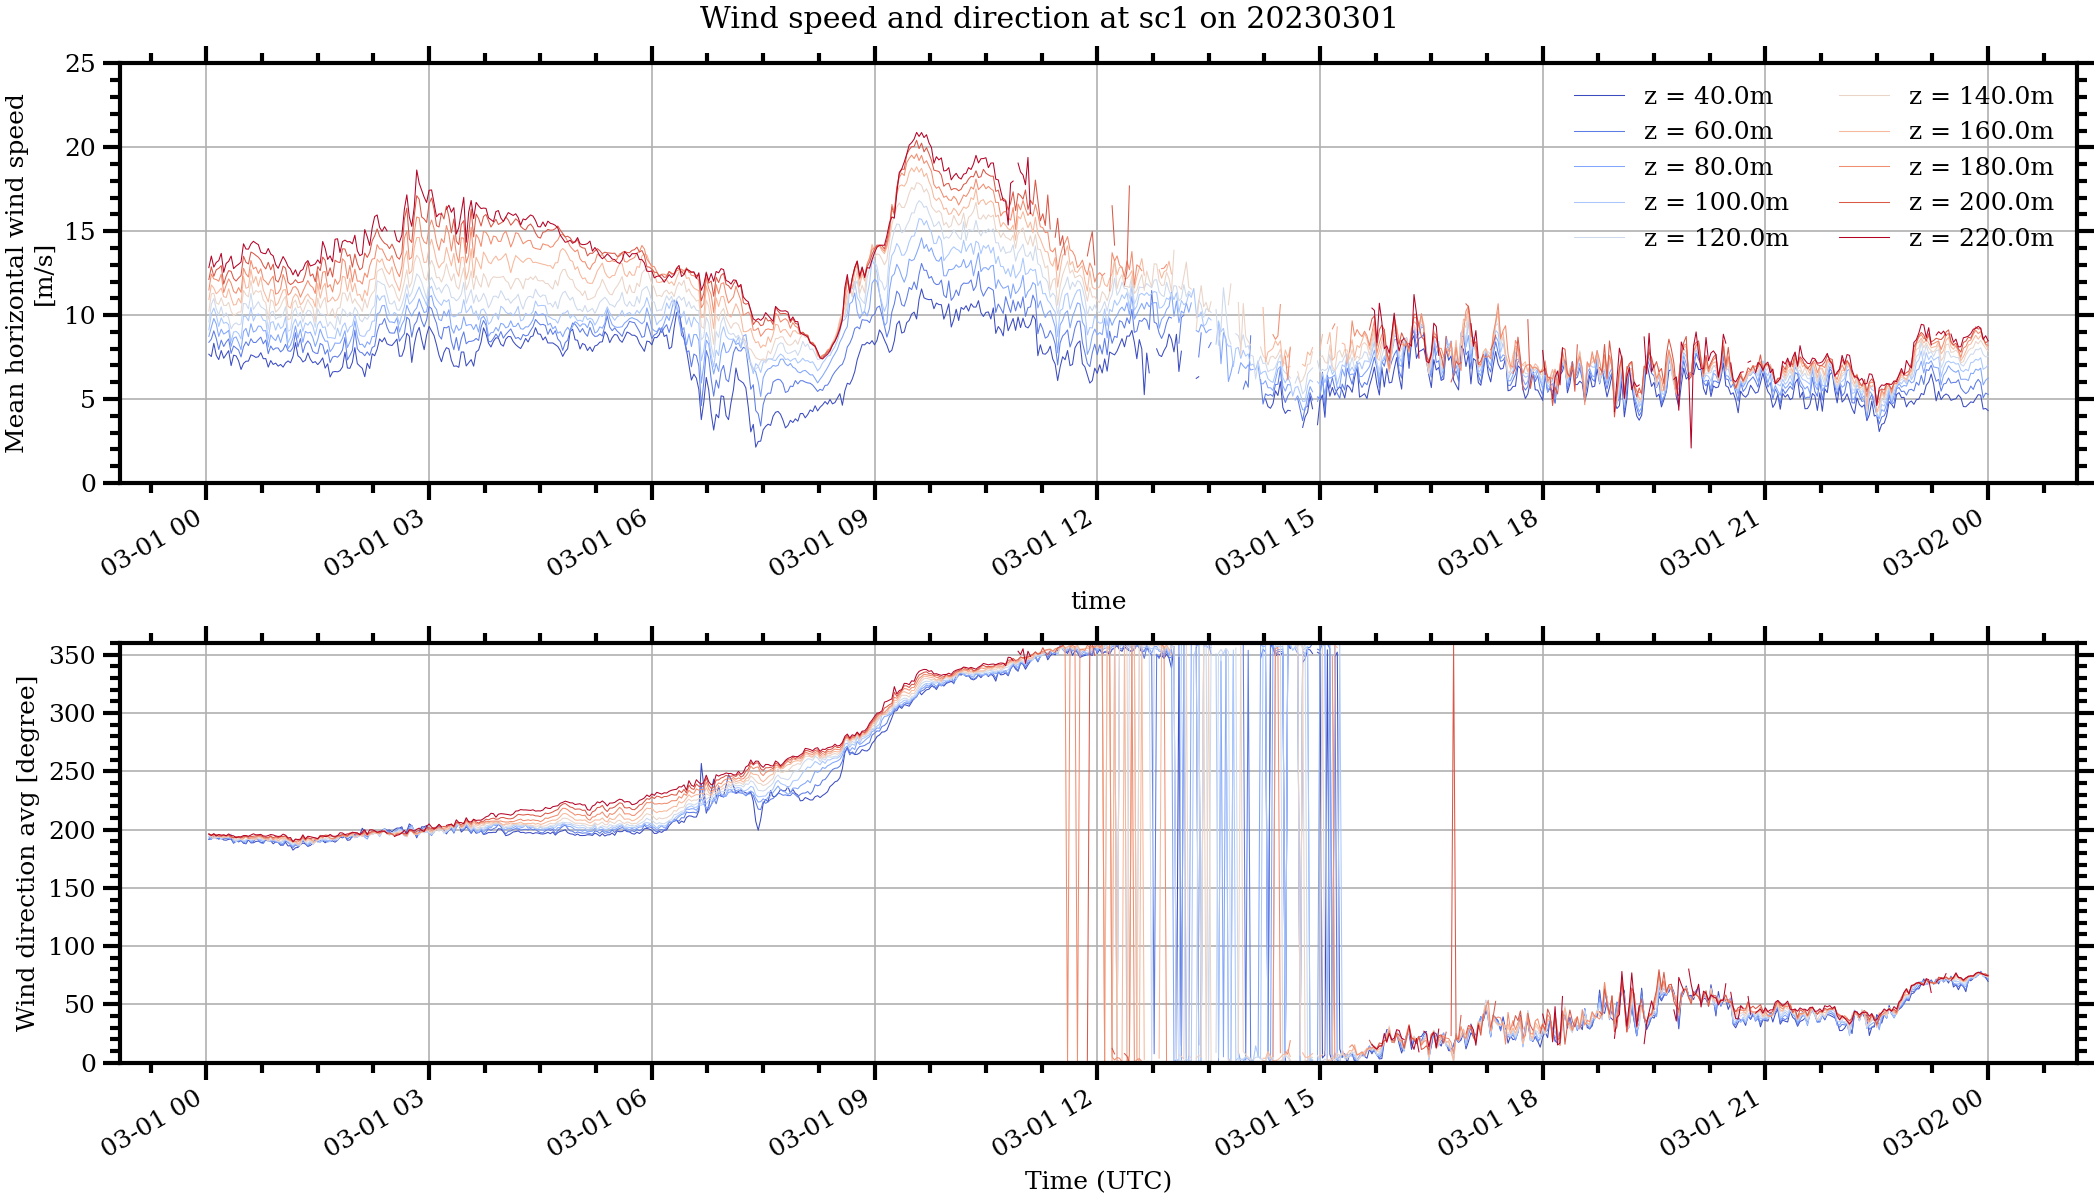 Wind speed and direction at sc1 on 20230301
Mean horizontal wind speed
[m/s]
25
20
15
10
5
0
z = 40.0m
z = 60.0m
z = 80.0m
z = 100.0m
z = 120.0m
z = 140.0m
z = 160.0m
z = 180.0m
z = 200.0m
z = 220.0m
03-01 00
03-01 03
03-01 06
03-01 09
03-01 12
03-01 15
03-01 18
03-01 21
03-02 00
time
Wind direction avg [degree]
350
300
250
200
150
100
50
0
03-01 00
03-01 03
03-01 06
03-01 09
03-01 12
03-01 15
03-01 18
03-01 21
03-02 00
Time (UTC)